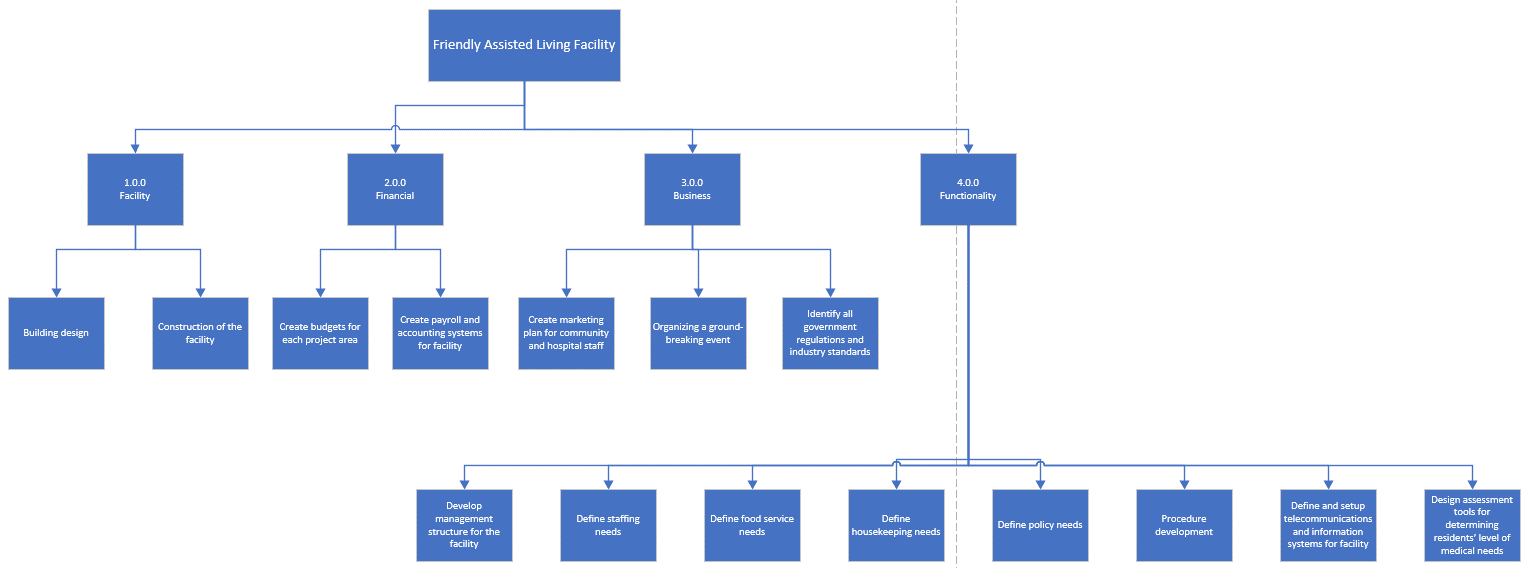 Friendly Assisted Living Facility
1.0.0
Facility
2.0.0
Financial
3.0.0
Business
4.0.0
Functionality
Building design
Construction of the
facility
Create budgets for
each project area
Create payroll and
accounting systems
for facility
Create marketing
plan for community
and hospital staff
Organizing a ground-
breaking event
Identify all
government
regulations and
industry standards
Develop
management
structure for the
facility
Define staffing
needs
Define food service
needs
Define
housekeeping needs
Define policy needs
Procedure
development
Define and setup
telecommunications
and information
systems for facility
Design assessment
tools for
determining
residents' level of
medical needs